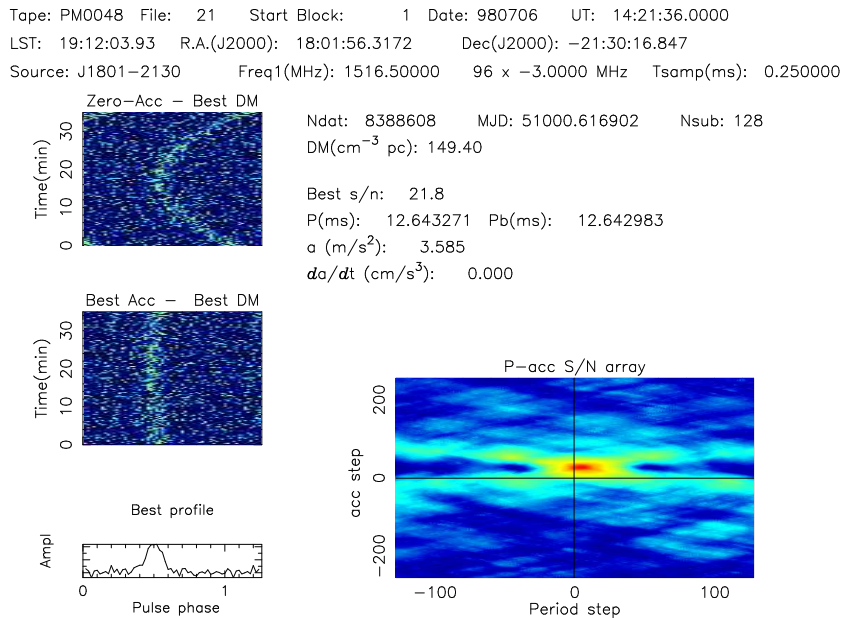 Tape: PM0048 File: 21 Start Block: 1 Date: 980706 UT: 14:21:36.0000
LST: 19:12:03.93 R.A.(J2000): 18:01:56.3172 Dec(J2000): −21:30:16.847
Source: J1801−2130 Freq1(MHz): 1516.50000 96 x −3.0000 MHz Tsamp(ms): 0.250000
Zero−Acc − Best DM
Time(min)
0 10 20 30
Ndat: 8388608 MJD: 51000.616902 Nsub: 128
DM(cm⁻³ pc): 149.40
Best s/n: 21.8
P(ms): 12.643271 Pb(ms): 12.642983
a (m/s²): 3.585
da/dt (cm/s³): 0.000
Best Acc − Best DM
Time(min)
0 10 20 30
P−acc S/N array
acc step
−200 0 200
−100 0 100
Period step
Best profile
Ampl
0 1
Pulse phase